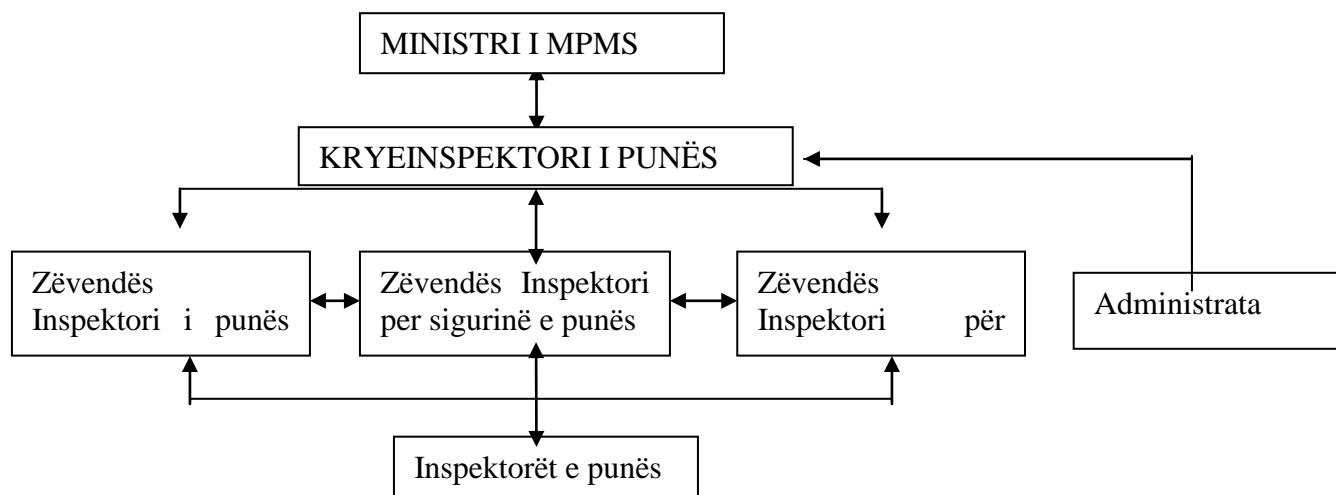 MINISTRI I MPMS
KRYEINSPEKTORI I PUNËS
Zëvendës
Inspektori i punës
Zëvendës Inspektori
per sigurinë e punës
Zëvendës
Inspektori për
Administrata
Inspektorët e punës